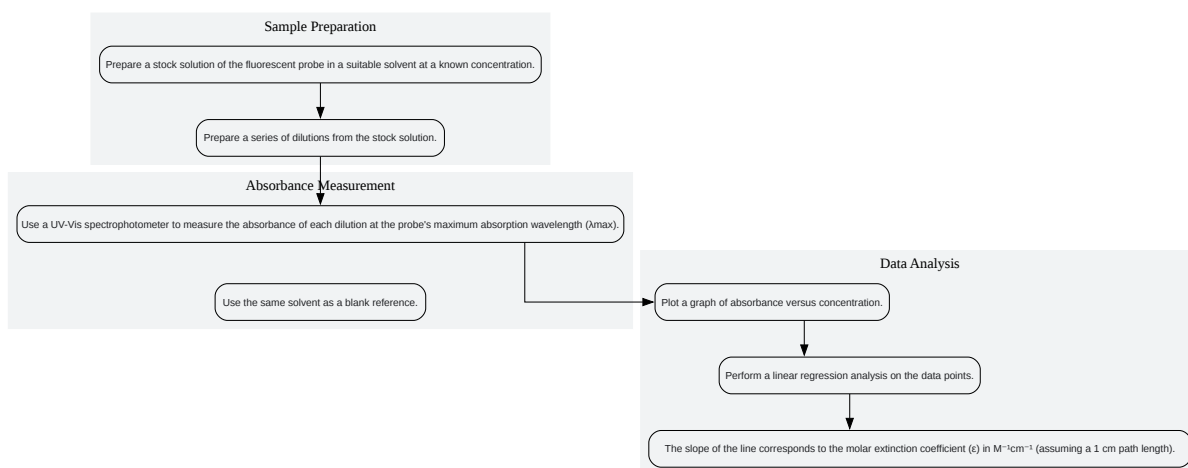 Sample Preparation
Prepare a stock solution of the fluorescent probe in a suitable solvent at a known concentration.
Prepare a series of dilutions from the stock solution.
Absorbance Measurement
Use a UV-Vis spectrophotometer to measure the absorbance of each dilution at the probe's maximum absorption wavelength (λmax).
Use the same solvent as a blank reference.
Data Analysis
Plot a graph of absorbance versus concentration.
Perform a linear regression analysis on the data points.
The slope of the line corresponds to the molar extinction coefficient (ε) in M⁻¹cm⁻¹ (assuming a 1 cm path length).